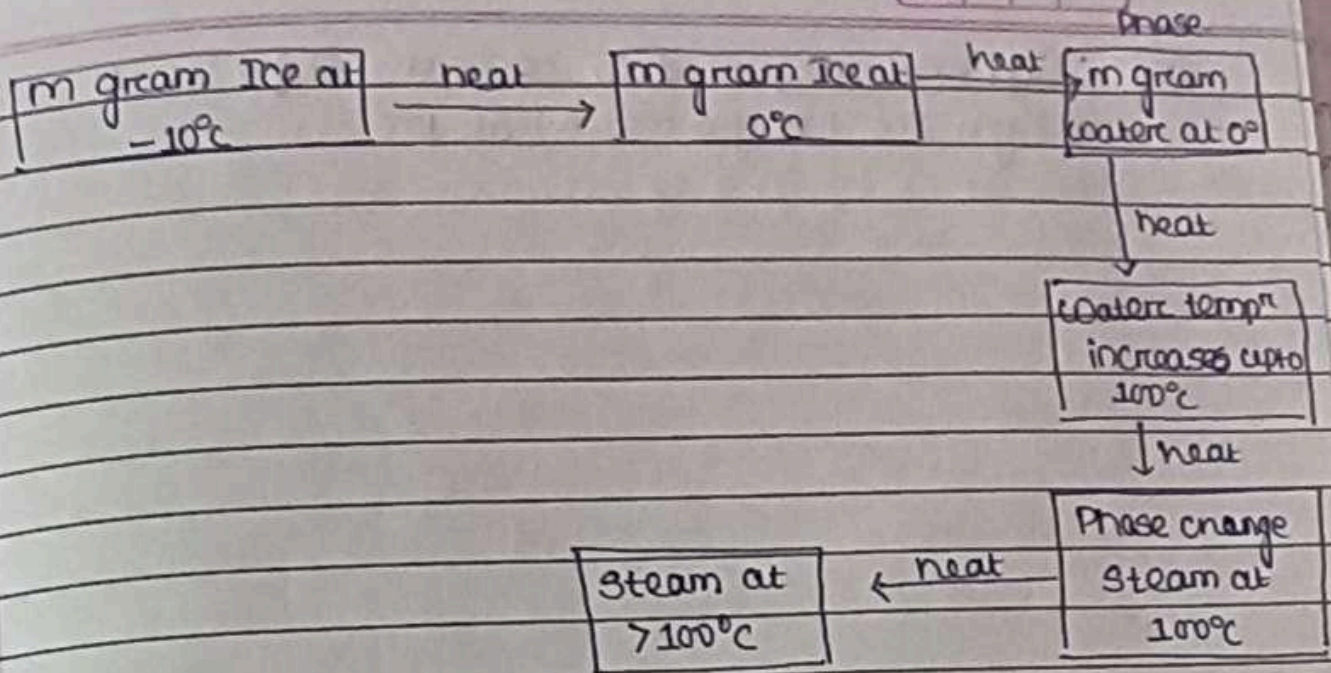 Phase
m gram Ice at
-10°C
heat
m gram Ice at
0°C
heat
m gram
water at 0°
heat
water tempr
increases upto
100°C
heat
Phase change
Steam at
100°C
heat
Steam at
>100°C